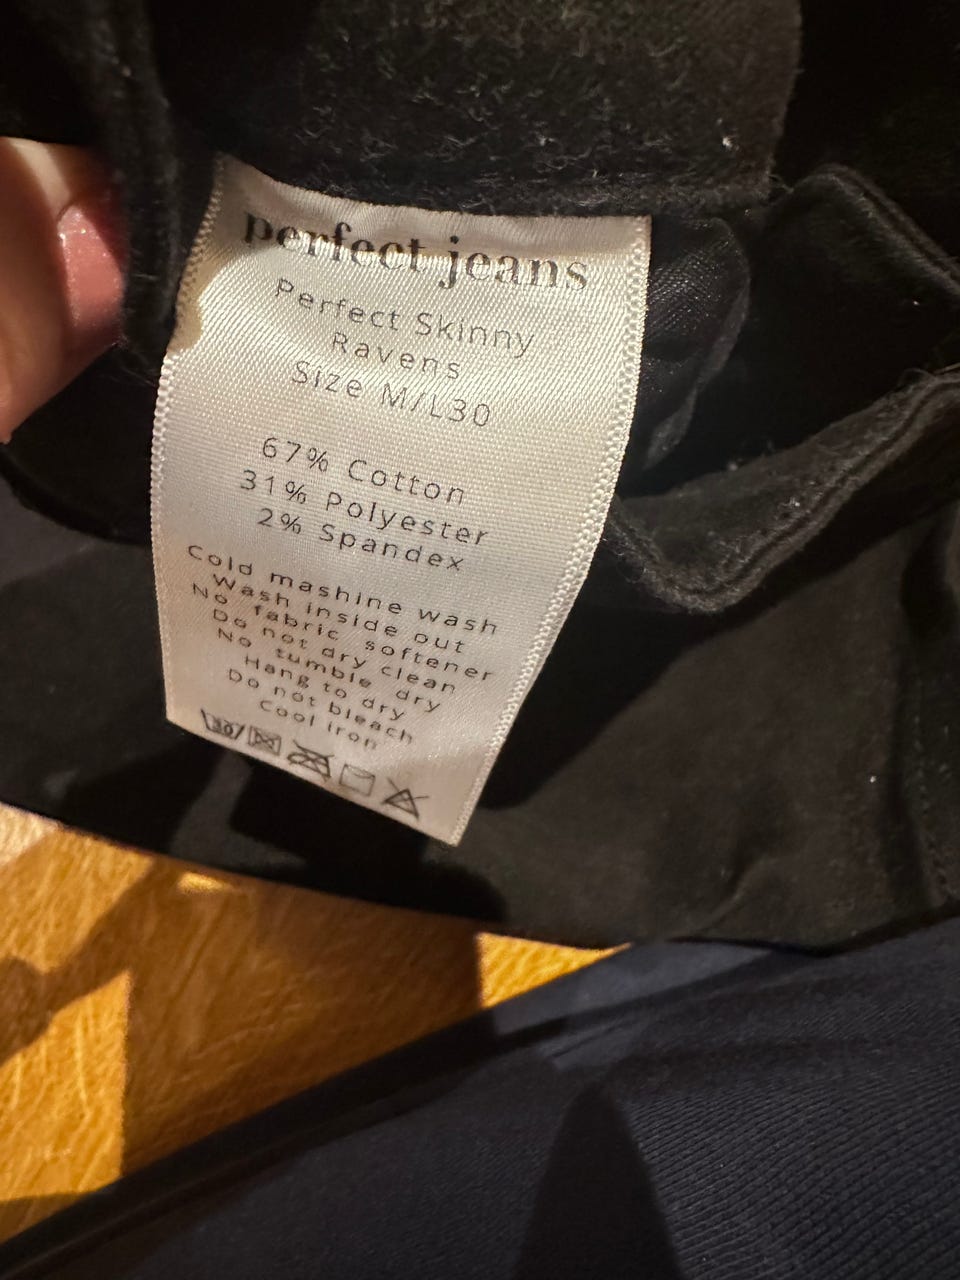 perfect jeans
Perfect Skinny
Ravens
Size M/L30
67% Cotton
31% Polyester
2% Spandex
Cold mashine wash
Wash inside out
No fabric softener
Do not dry clean
No tumble dry
Hang to dry
Do not bleach
Cool iron
30